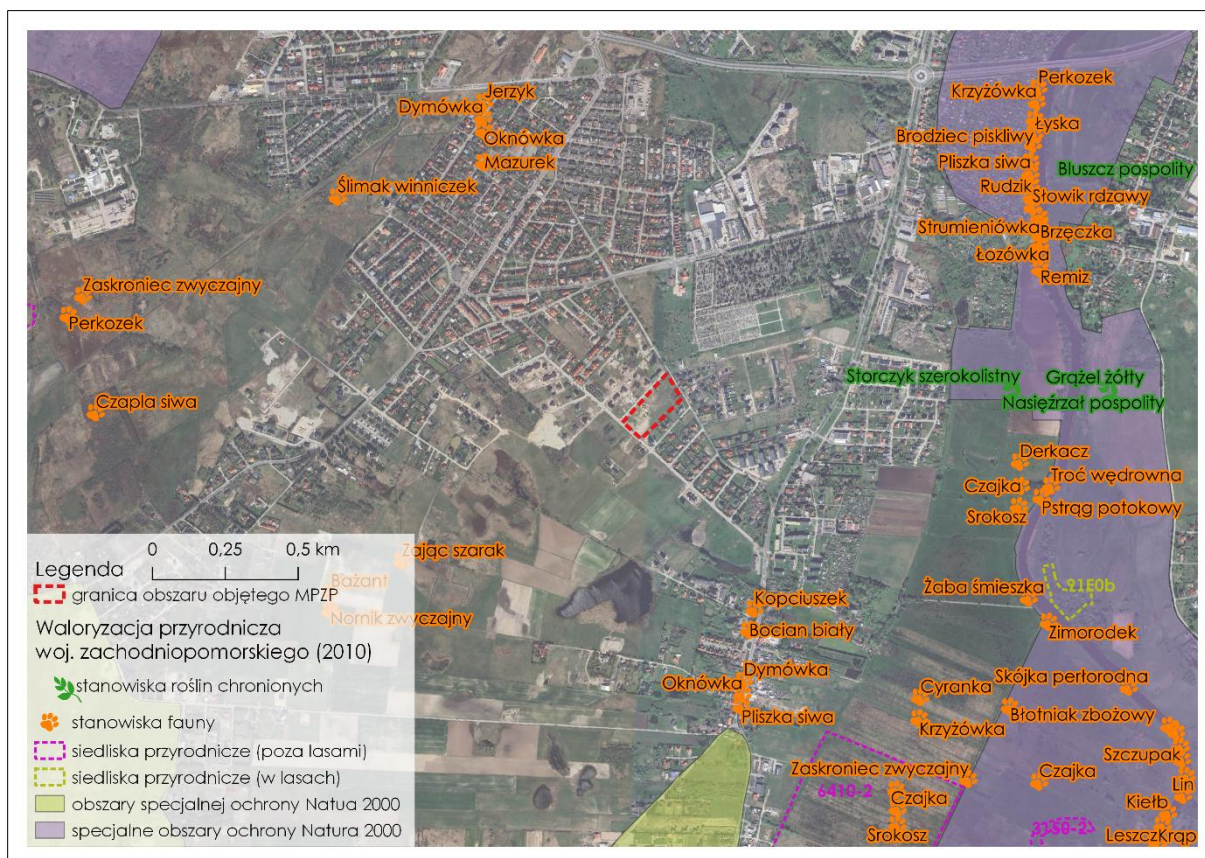 Perkozek
Krzyżówka
Jerzyk
Dymówka
Łyska
Oknówka
Brodziec piskliwy
Mazurek
Pliszka siwa
Bluszcz pospolity
Ślimak winniczek
Rudzik
Słowik rdzawy
Strumieniówka
Brzęczka
Łozówka
Remiz
Zaskroniec zwyczajny
Perkozek
Storczyk szerokolistny
Grążel żółty
Nasięźrzał pospolity
Czapla siwa
Derkacz
Troć wędrowna
Czajka
Pstrąg potokowy
Srokosz
Zając szarak
Bażant
Nornik zwyczajny
91E0b
Żaba śmieszka
Kopciuszek
Zimorodek
Bocian biały
Dymówka
Skójka perłorodna
Oknówka
Cyranka
Pliszka siwa
Krzyżówka
Błotniak zbożowy
Szczupak
Zaskroniec zwyczajny
6410-2
Czajka
Czajka
Lin
Kiełb
Srokosz
3150-2
Leszcz
Krąp
0 0,25 0,5 km
Legenda
granica obszaru objętego MPZP
Waloryzacja przyrodnicza
woj. zachodniopomorskiego (2010)
stanowiska roślin chronionych
stanowiska fauny
siedliska przyrodnicze (poza lasami)
siedliska przyrodnicze (w lasach)
obszary specjalnej ochrony Natua 2000
specjalne obszary ochrony Natura 2000